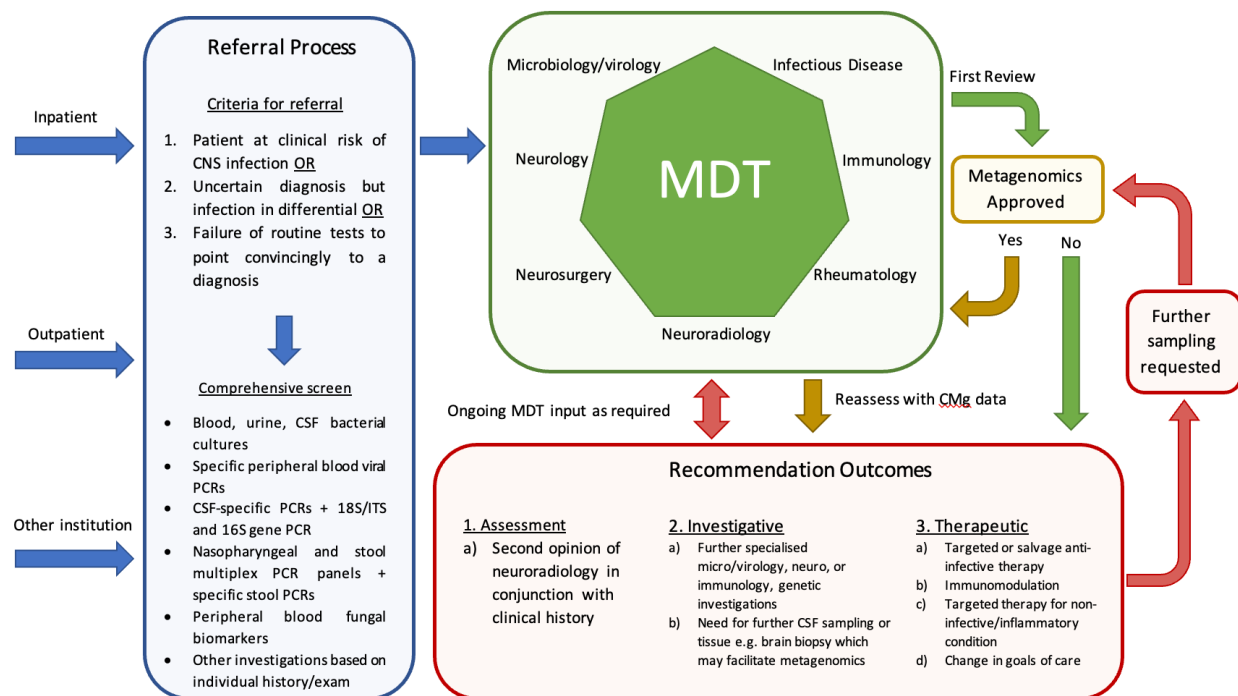 Inpatient
Outpatient
Other institution
Referral Process
Criteria for referral
1. Patient at clinical risk of
CNS infection OR
2. Uncertain diagnosis but
infection in differential OR
3. Failure of routine tests to
point convincingly to a
diagnosis
Comprehensive screen
• Blood, urine, CSF bacterial
cultures
• Specific peripheral blood viral
PCRs
• CSF-specific PCRs + 18S/ITS
and 16S gene PCR
• Nasopharyngeal and stool
multiplex PCR panels +
specific stool PCRs
• Peripheral blood fungal
biomarkers
• Other investigations based on
individual history/exam
Microbiology/virology
Infectious Disease
Neurology
MDT
Immunology
Neurosurgery
Rheumatology
Neuroradiology
First Review
Metagenomics
Approved
Yes
No
Further
sampling
requested
Ongoing MDT input as required
Reassess with CMg data
Recommendation Outcomes
1. Assessment
a) Second opinion of
neuroradiology in
conjunction with
clinical history
2. Investigative
a) Further specialised
micro/virology, neuro, or
immunology, genetic
investigations
b) Need for further CSF sampling or
tissue e.g. brain biopsy which
may facilitate metagenomics
3. Therapeutic
a) Targeted or salvage anti-
infective therapy
b) Immunomodulation
c) Targeted therapy for non-
infective/inflammatory
condition
d) Change in goals of care